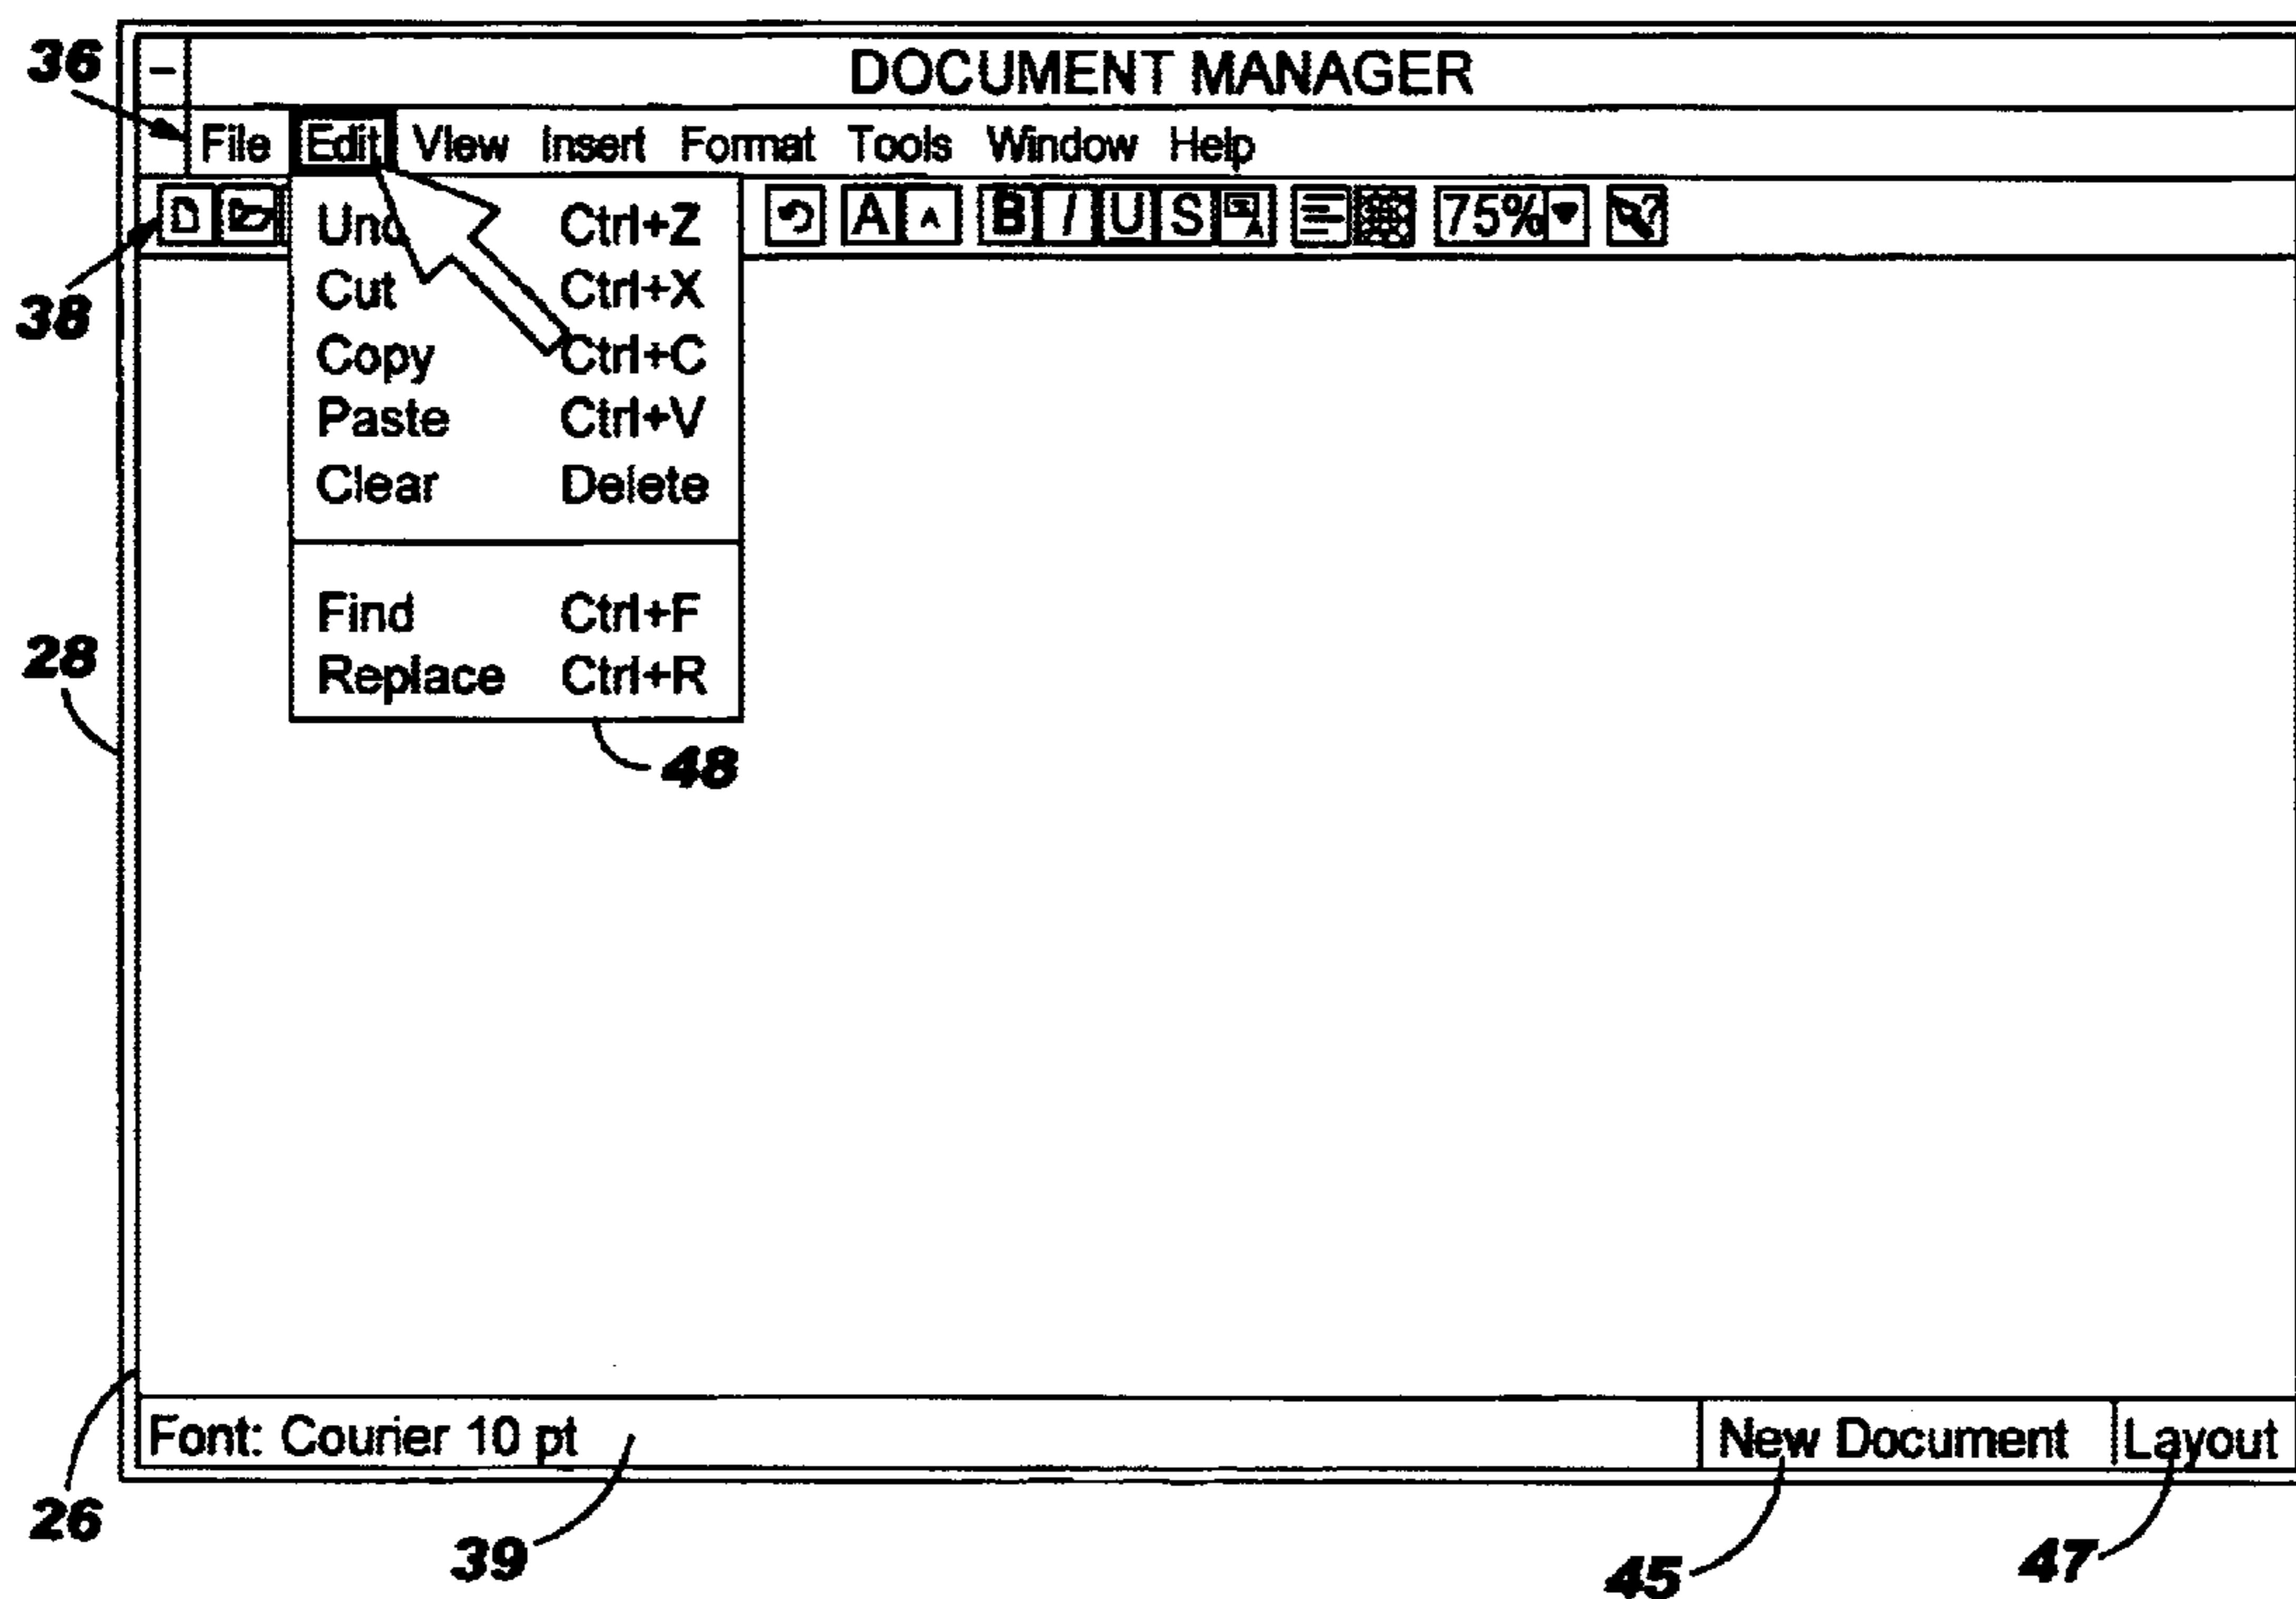 36
DOCUMENT MANAGER
File Edit View Insert Format Tools Window Help
38
A A B I U S A 75% ?
Undo Ctrl+Z
Cut Ctrl+X
Copy Ctrl+C
Paste Ctrl+V
Clear Delete
Find Ctrl+F
28
Replace Ctrl+R
48
Font: Courier 10 pt New Document Layout
26
39
45
47